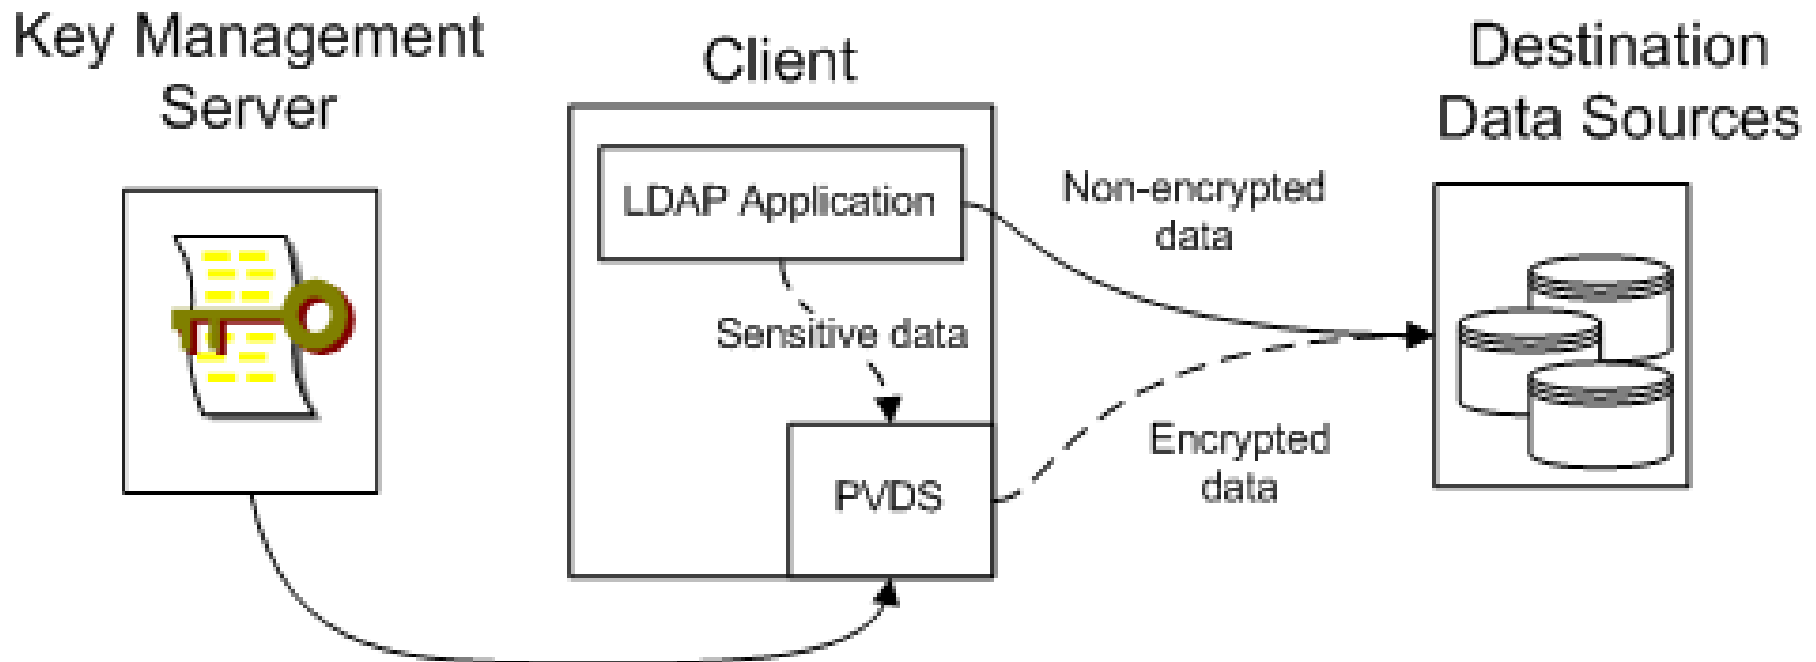 Key Management
Server
Client
Destination
Data Sources
LDAP Application
Non-encrypted
data
Sensitive data
Encrypted
data
PVDS